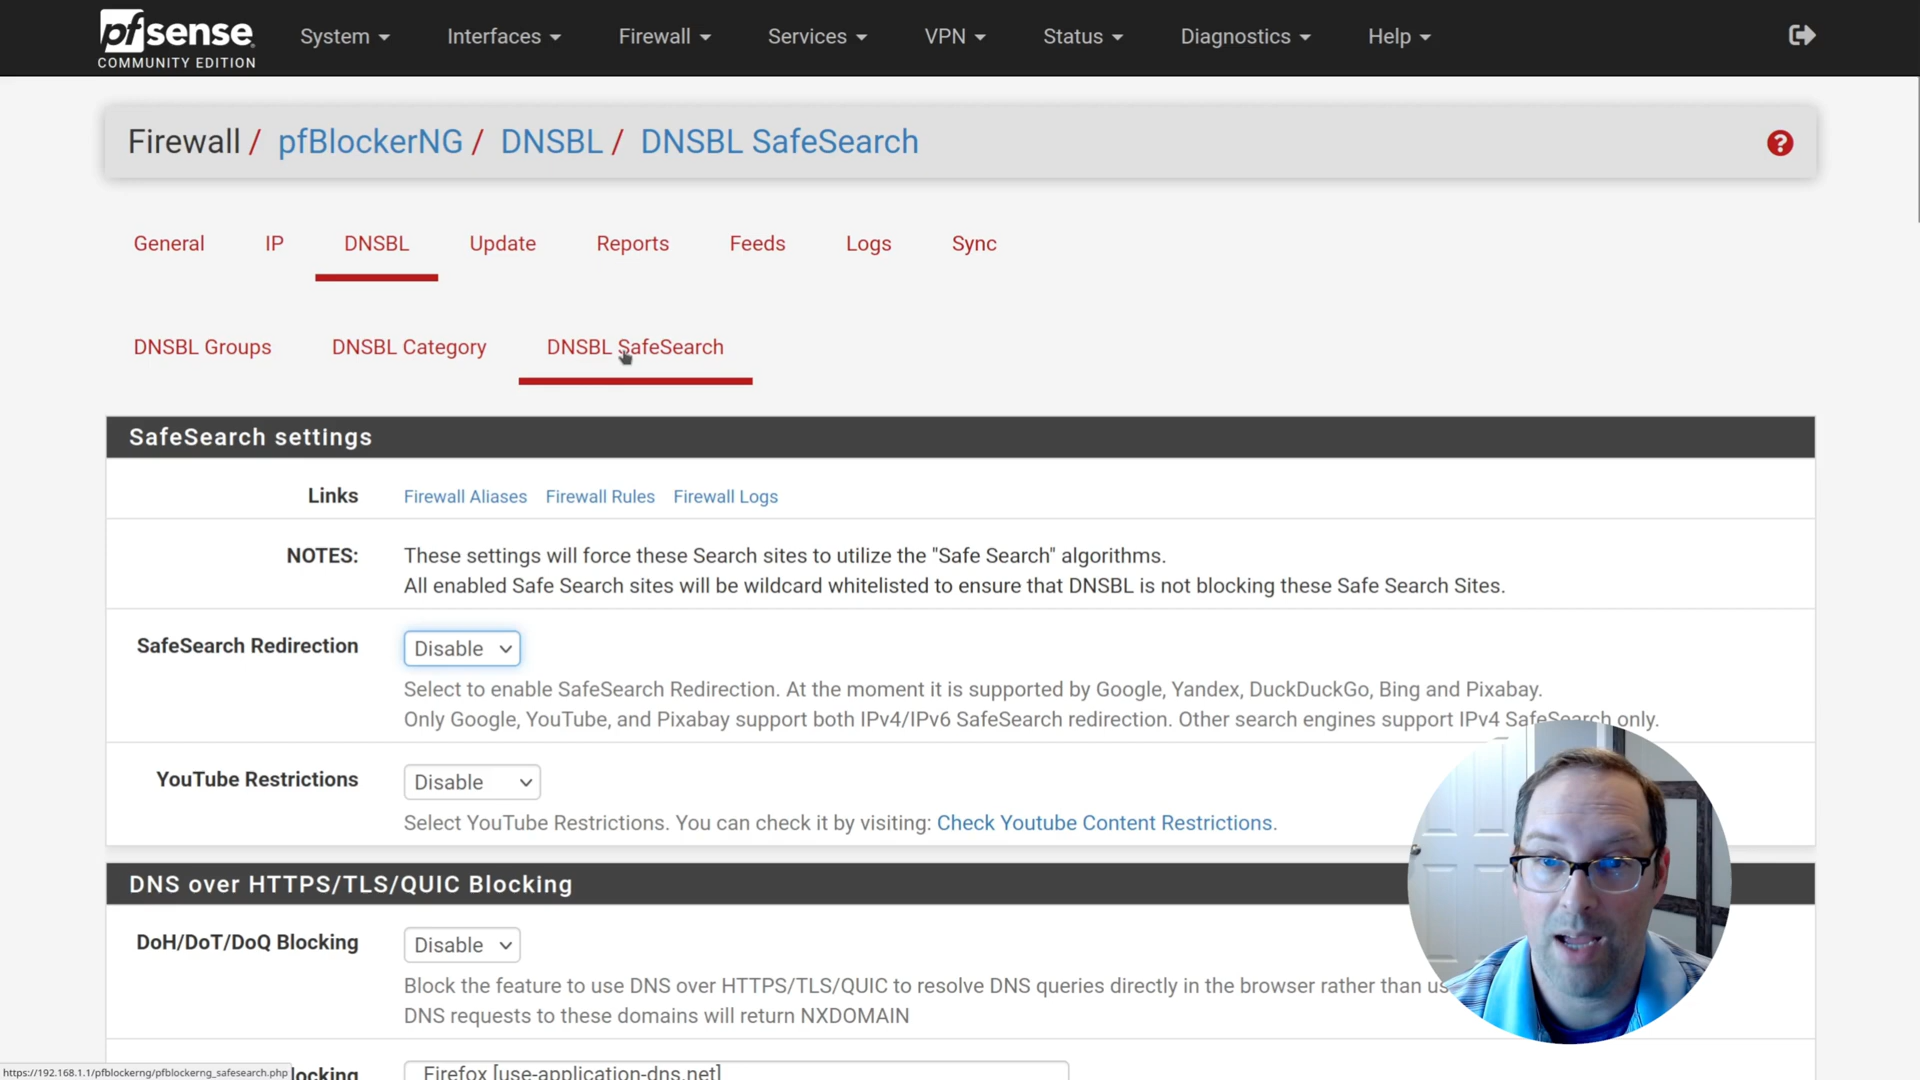 pfsense
COMMUNITY EDITION
System Interfaces Firewall Services VPN Status Diagnostics Help
Firewall / pfBlockerNG / DNSBL / DNSBL SafeSearch
?
General IP DNSBL Update Reports Feeds Logs Sync
DNSBL Groups DNSBL Category DNSBL SafeSearch
SafeSearch settings
Links Firewall Aliases Firewall Rules Firewall Logs
NOTES: These settings will force these Search sites to utilize the "Safe Search" algorithms.
All enabled Safe Search sites will be wildcard whitelisted to ensure that DNSBL is not blocking these Safe Search Sites.
SafeSearch Redirection Disable
Select to enable SafeSearch Redirection. At the moment it is supported by Google, Yandex, DuckDuckGo, Bing and Pixabay.
Only Google, YouTube, and Pixabay support both IPv4/IPv6 SafeSearch redirection. Other search engines support IPv4 SafeSearch only.
YouTube Restrictions Disable
Select YouTube Restrictions. You can check it by visiting: Check Youtube Content Restrictions.
DNS over HTTPS/TLS/QUIC Blocking
DoH/DoT/DoQ Blocking Disable
Block the feature to use DNS over HTTPS/TLS/QUIC to resolve DNS queries directly in the browser rather than us
DNS requests to these domains will return NXDOMAIN
locking Firefox [use-application-dns.net]
https://192.168.1.1/pfblockerng/pfblockerng_safesearch.php